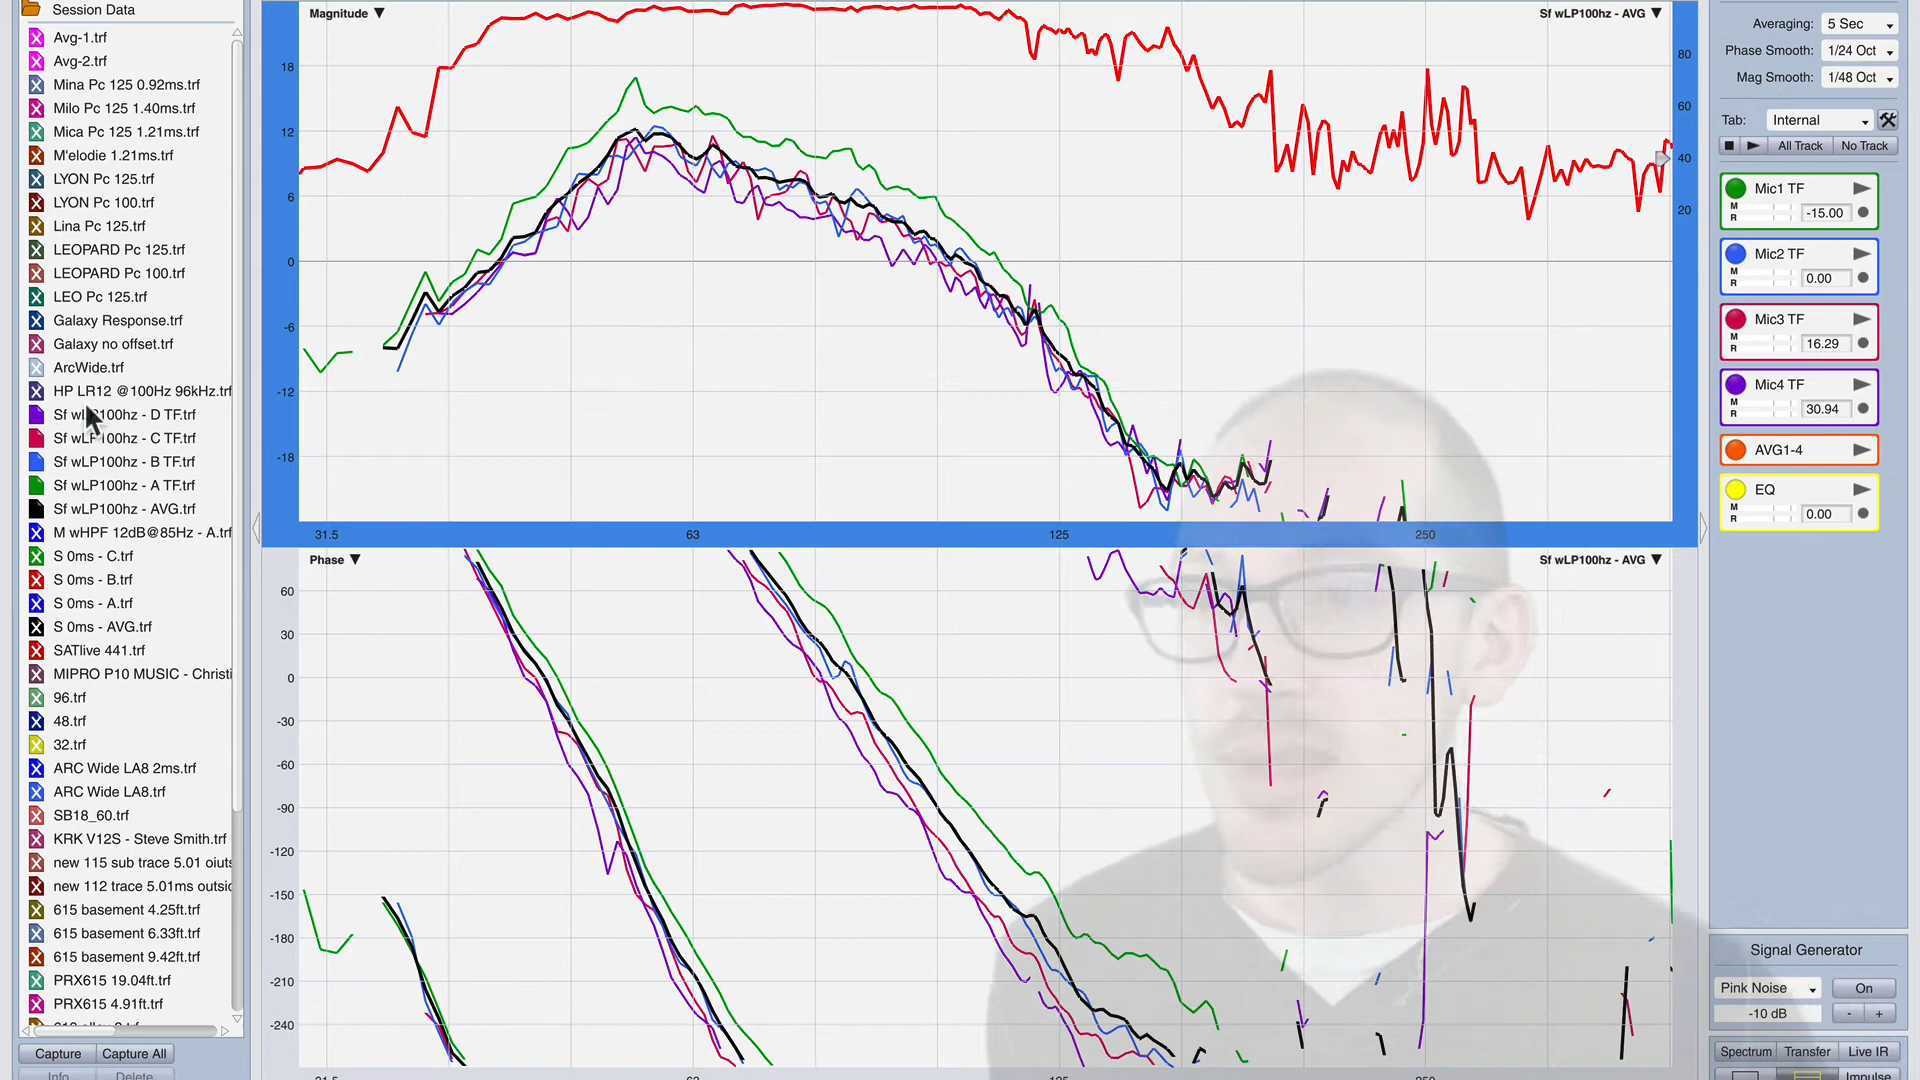 Session Data
Avg-1.trf
Avg-2.trf
Mina Pc 125 0.92ms.trf
Milo Pc 125 1.40ms.trf
Mica Pc 125 1.21ms.trf
M'elodie 1.21ms.trf
LYON Pc 125.trf
LYON Pc 100.trf
Lina Pc 125.trf
LEOPARD Pc 125.trf
LEOPARD Pc 100.trf
LEO Pc 125.trf
Galaxy Response.trf
Galaxy no offset.trf
ArcWide.trf
HP LR12 @100Hz 96kHz.trf
Sf wLP100hz - D TF.trf
Sf wLP100hz - C TF.trf
Sf wLP100hz - B TF.trf
Sf wLP100hz - A TF.trf
Sf wLP100hz - AVG.trf
M wHPF 12dB@85Hz - A.trf
S 0ms - C.trf
S 0ms - B.trf
S 0ms - A.trf
S 0ms - AVG.trf
SATlive 441.trf
MIPRO P10 MUSIC - Christi
96.trf
48.trf
32.trf
ARC Wide LA8 2ms.trf
ARC Wide LA8.trf
SB18_60.trf
KRK V12S - Steve Smith.trf
new 115 sub trace 5.01 outs
new 112 trace 5.01ms outsid
615 basement 4.25ft.trf
615 basement 6.33ft.trf
615 basement 9.42ft.trf
PRX615 19.04ft.trf
PRX615 4.91ft.trf
Capture Capture All
Info Delete
Magnitude ▼ Sf wLP100hz - AVG ▼
18
12
6
0
-6
-12
-18
80
60
40
20
31.5 63 125 250
Phase ▼ Sf wLP100hz - AVG ▼
60
30
0
-30
-60
-90
-120
-150
-180
-210
-240
31.5 63 125 250
Averaging: 5 Sec
Phase Smooth: 1/24 Oct
Mag Smooth: 1/48 Oct
Tab: Internal
All Track No Track
Mic1 TF
M
R -15.00
Mic2 TF
M
R 0.00
Mic3 TF
M
R 16.29
Mic4 TF
M
R 30.94
AVG1-4
EQ
M
R 0.00
Signal Generator
Pink Noise On
-10 dB - +
Spectrum Transfer Live IR
Impulse